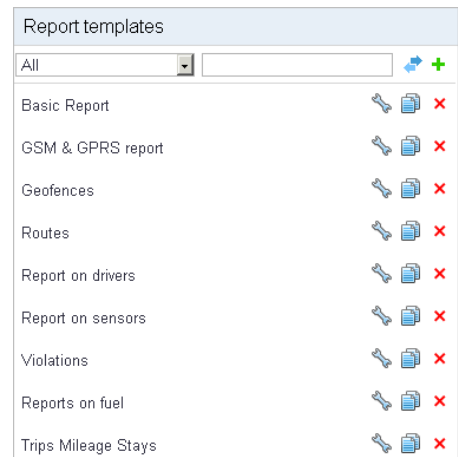 Report templates
All
Basic Report
GSM & GPRS report
Geofences
Routes
Report on drivers
Report on sensors
Violations
Reports on fuel
Trips Mileage Stays